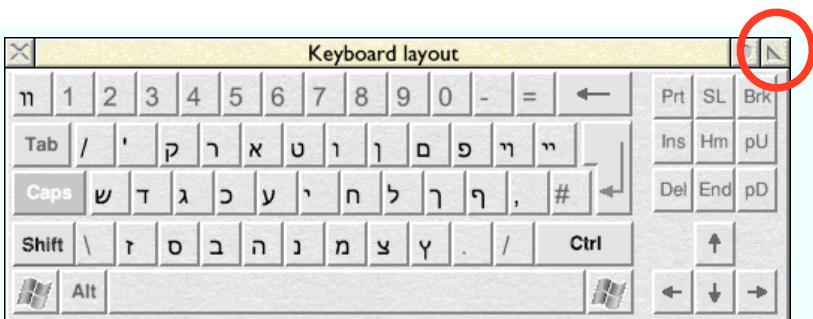 Keyboard layout
װ 1 2 3 4 5 6 7 8 9 0 - = ← Prt SL Brk
Tab / ' ק ר א ט ו ן ם פ ױ ײ Ins Hm pU
Caps ש ד ג כ ע י ח ל ך ף , # Del End pD
Shift \ ז ס ב ה נ מ צ ץ . / Ctrl ↑
Alt ← ↓ →